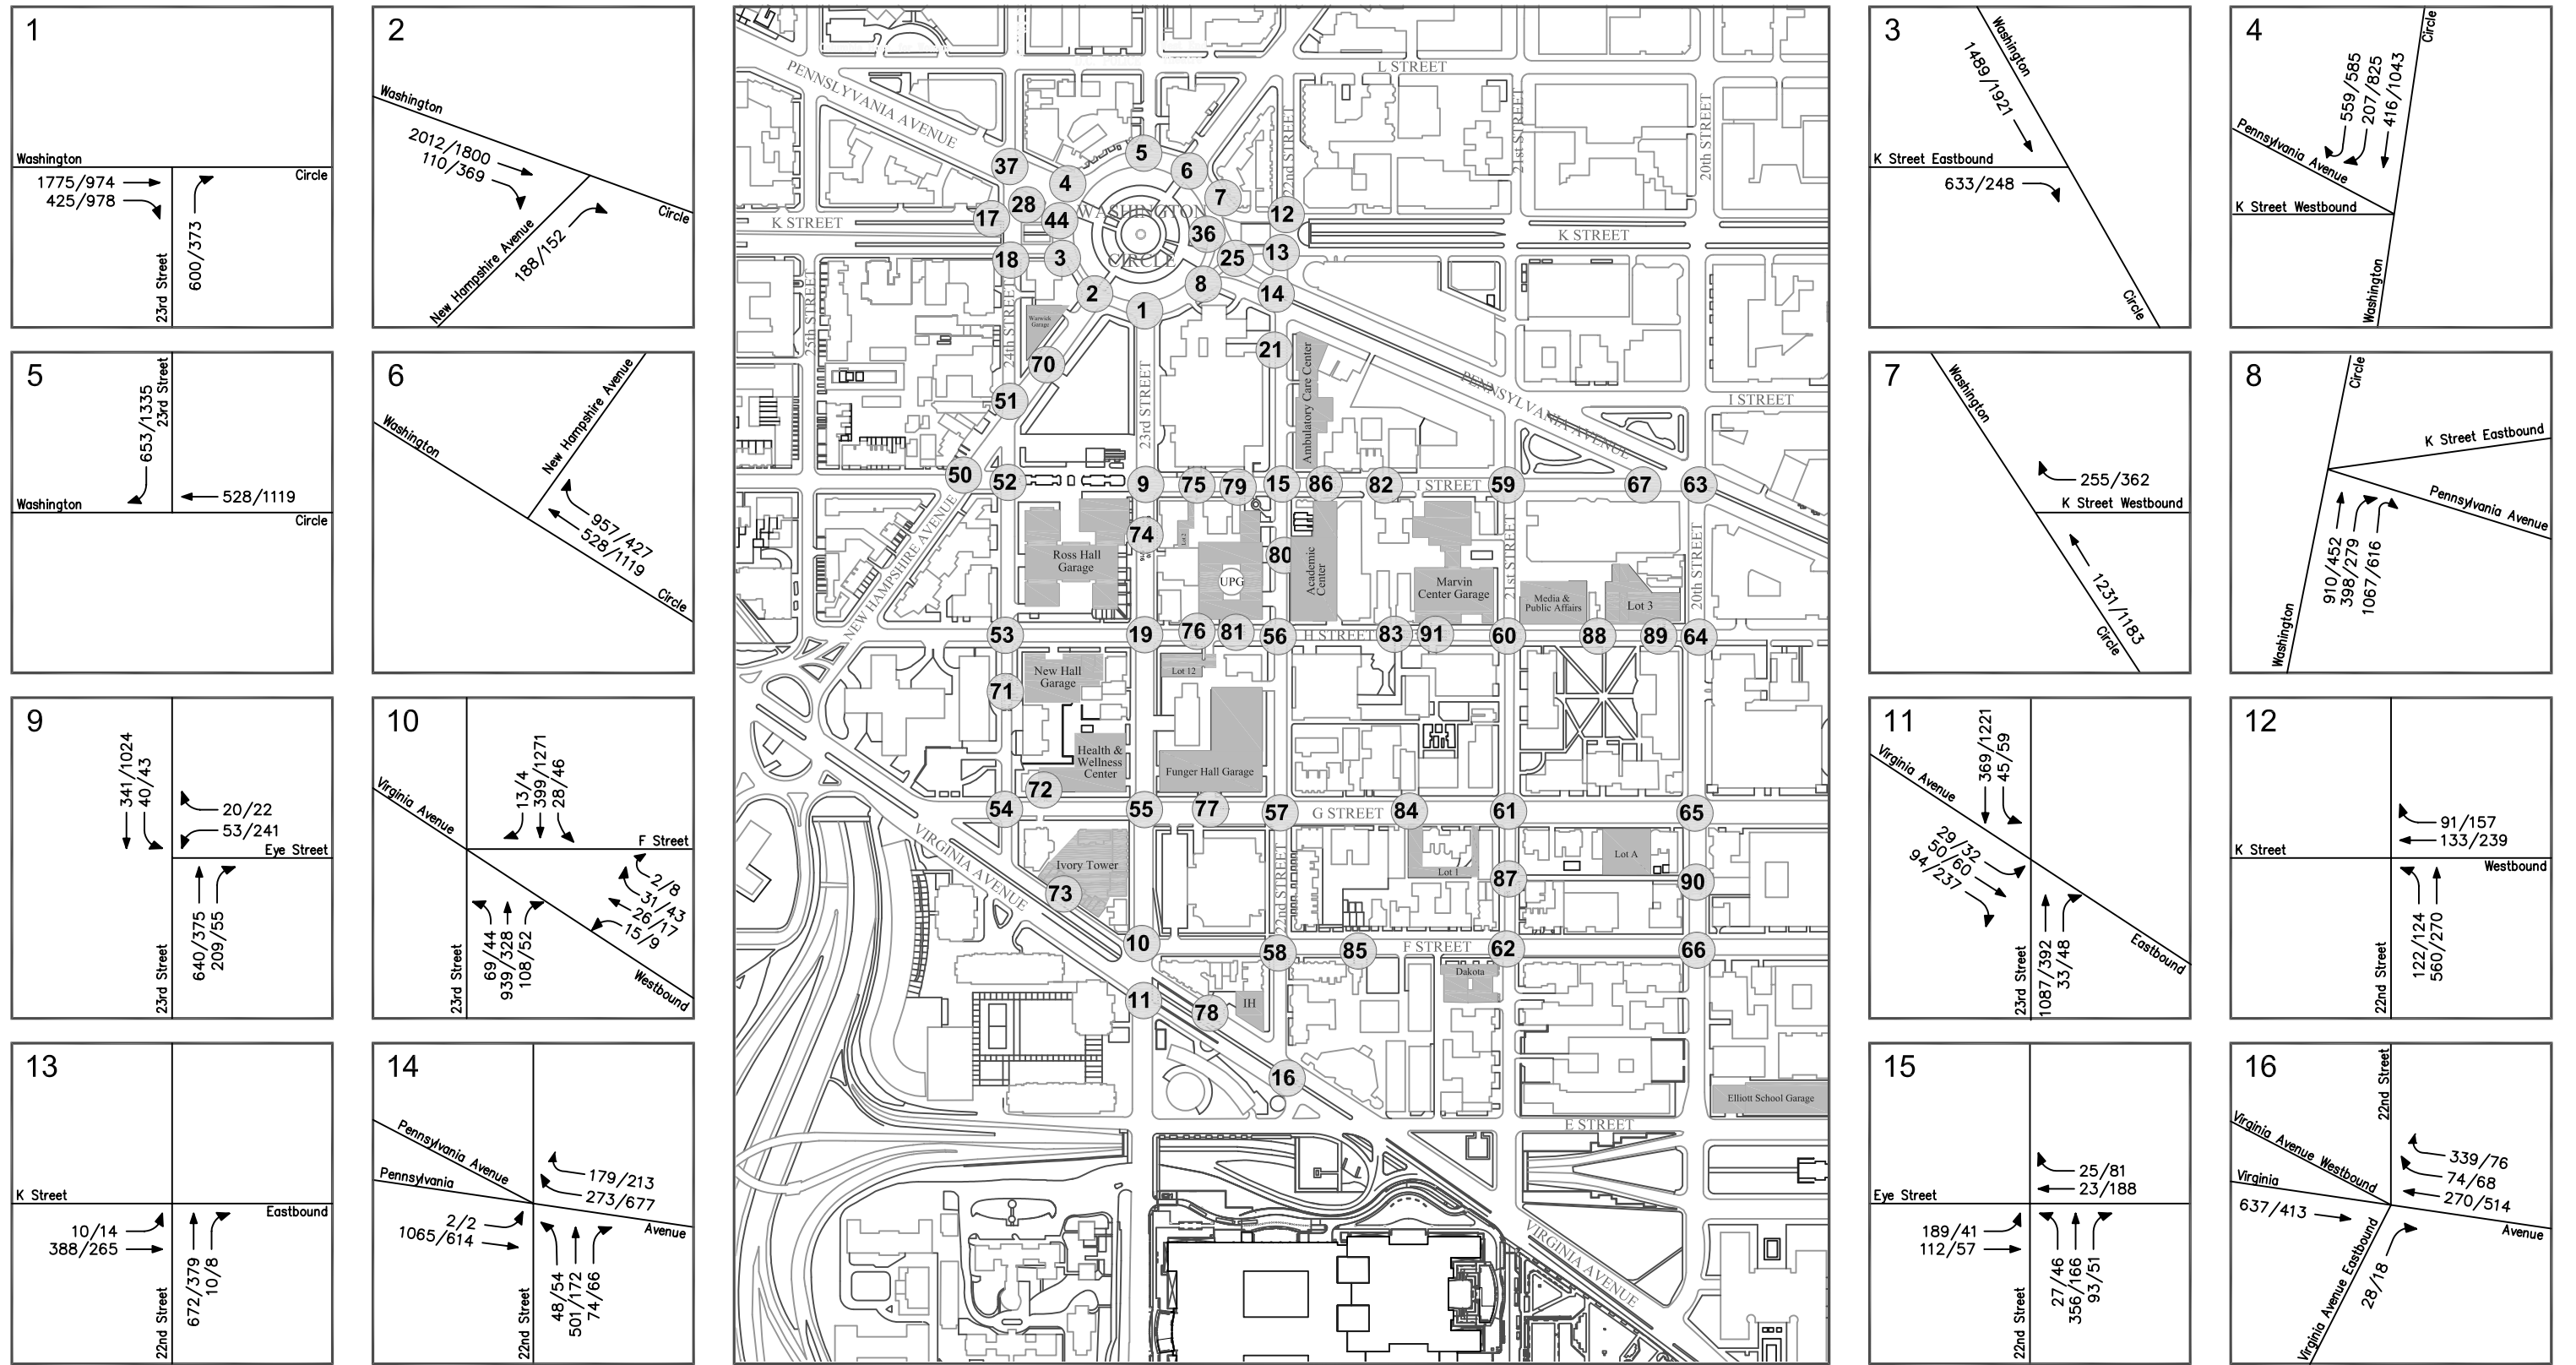 1
Washington
Circle
1775/974
425/978
600/373
23rd Street
2
Washington
Circle
2012/1800
110/369
188/152
New Hampshire Avenue
5
653/1335
23rd Street
528/1119
Washington
Circle
6
New Hampshire Avenue
Washington
957/427
528/1119
Circle
9
341/1024
40/43
20/22
53/241
Eye Street
640/375
209/55
23rd Street
10
Virginia Avenue
13/4
399/1271
28/46
F Street
2/8
31/43
26/17
15/9
69/44
939/328
108/52
23rd Street
Westbound
13
K Street
Eastbound
10/14
388/265
672/379
10/8
22nd Street
14
Pennsylvania Avenue
Pennsylvania
179/213
273/677
2/2
1065/614
Avenue
48/54
501/172
74/66
22nd Street
PENNSLYVANIA AVENUE
L STREET
22nd STREET
21st STREET
20th STREET
37
4
5
6
7
12
28
17
44
WASHINGTON
36
K STREET
K STREET
18
3
CIRCLE
25
13
2
8
14
1
25th STREET
24th STREET
Warwick
Garage
21
70
23rd STREET
Ambulatory Care Center
PENNSYLVANIA AVENUE
I STREET
51
50
52
9
75
79
15
86
82
I STREET
59
67
63
74
80
Ross Hall
Garage
Lot 2
UPG
Academic
Center
Marvin
Center Garage
21st STREET
Media &
Public Affairs
Lot 3
20th STREET
NEW HAMPSHIRE AVENUE
53
19
76
81
56
H STREET
83
91
60
88
89
64
New Hall
Garage
Lot 12
71
Health &
Wellness
Center
Funger Hall Garage
72
54
55
77
57
G STREET
84
61
65
VIRGINIA AVENUE
Ivory Tower
73
22nd STREET
Lot 1
Lot A
87
90
10
58
85
F STREET
62
66
Dakota
11
78
IH
16
Elliott School Garage
E STREET
VIRGINIA AVENUE
3
Washington
1489/1921
K Street Eastbound
633/248
Circle
4
Circle
559/585
207/825
416/1043
Pennsylvania Avenue
K Street Westbound
Washington
7
Washington
255/362
K Street Westbound
1231/1183
Circle
8
Circle
K Street Eastbound
Pennsylvania Avenue
910/452
398/279
1067/616
Washington
11
Virginia Avenue
369/1221
45/59
29/32
50/60
94/237
1087/392
33/48
23rd Street
Eastbound
12
91/157
133/239
K Street
Westbound
122/124
560/270
22nd Street
15
25/81
23/188
Eye Street
189/41
112/57
27/46
356/166
93/51
22nd Street
16
22nd Street
Virginia Avenue Westbound
Virginia
339/76
74/68
270/514
637/413
Avenue
28/18
Virginia Avenue Eastbound